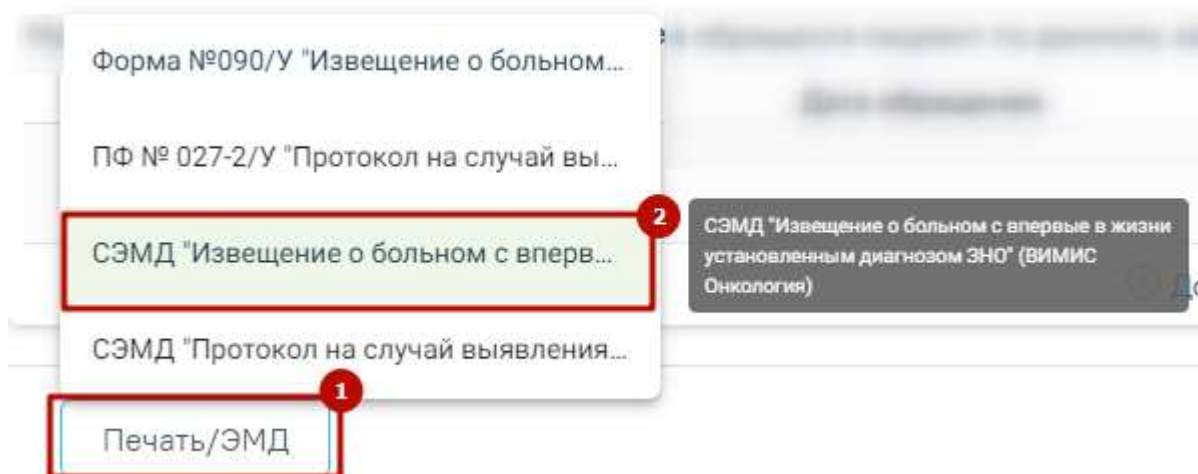 Форма №090/У "Извещение о больном...
ПФ № 027-2/У "Протокол на случай вы...
2
СЭМД "Извещение о больном с вперв...
СЭМД "Извещение о больном с впервые в жизни
установленным диагнозом ЗНО" (ВИМИС
Онкология)
СЭМД "Протокол на случай выявления...
1
Печать/ЭМД